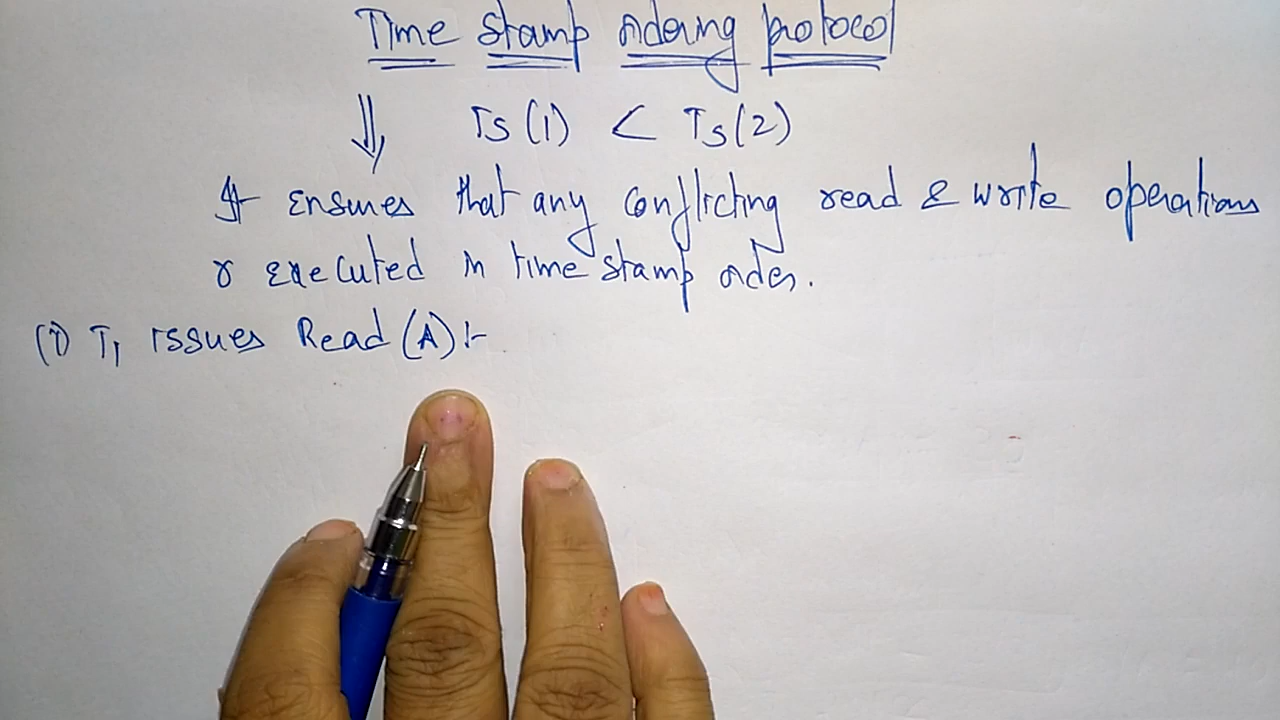 Time stamp ordering protocol
⇓ TS(1) < TS(2)
It ensures that any conflicting read & write operations
r executed in time stamp order.
(1) T1 issues Read (A) :-